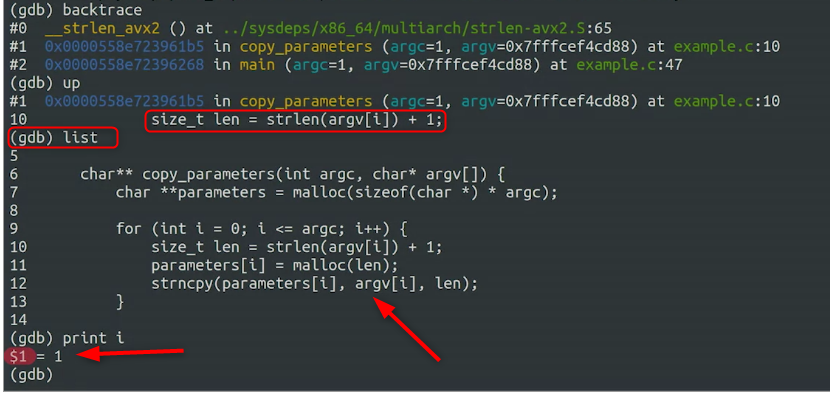 (gdb) backtrace
#0  __strlen_avx2 () at ../sysdeps/x86_64/multiarch/strlen-avx2.S:65
#1  0x0000558e723961b5 in copy_parameters (argc=1, argv=0x7fffcef4cd88) at example.c:10
#2  0x0000558e72396268 in main (argc=1, argv=0x7fffcef4cd88) at example.c:47
(gdb) up
#1  0x0000558e723961b5 in copy_parameters (argc=1, argv=0x7fffcef4cd88) at example.c:10
10              size_t len = strlen(argv[i]) + 1;
(gdb) list
5
6       char** copy_parameters(int argc, char* argv[]) {
7           char **parameters = malloc(sizeof(char *) * argc);
8
9           for (int i = 0; i <= argc; i++) {
10              size_t len = strlen(argv[i]) + 1;
11              parameters[i] = malloc(len);
12              strncpy(parameters[i], argv[i], len);
13          }
14
(gdb) print i
$1 = 1
(gdb)